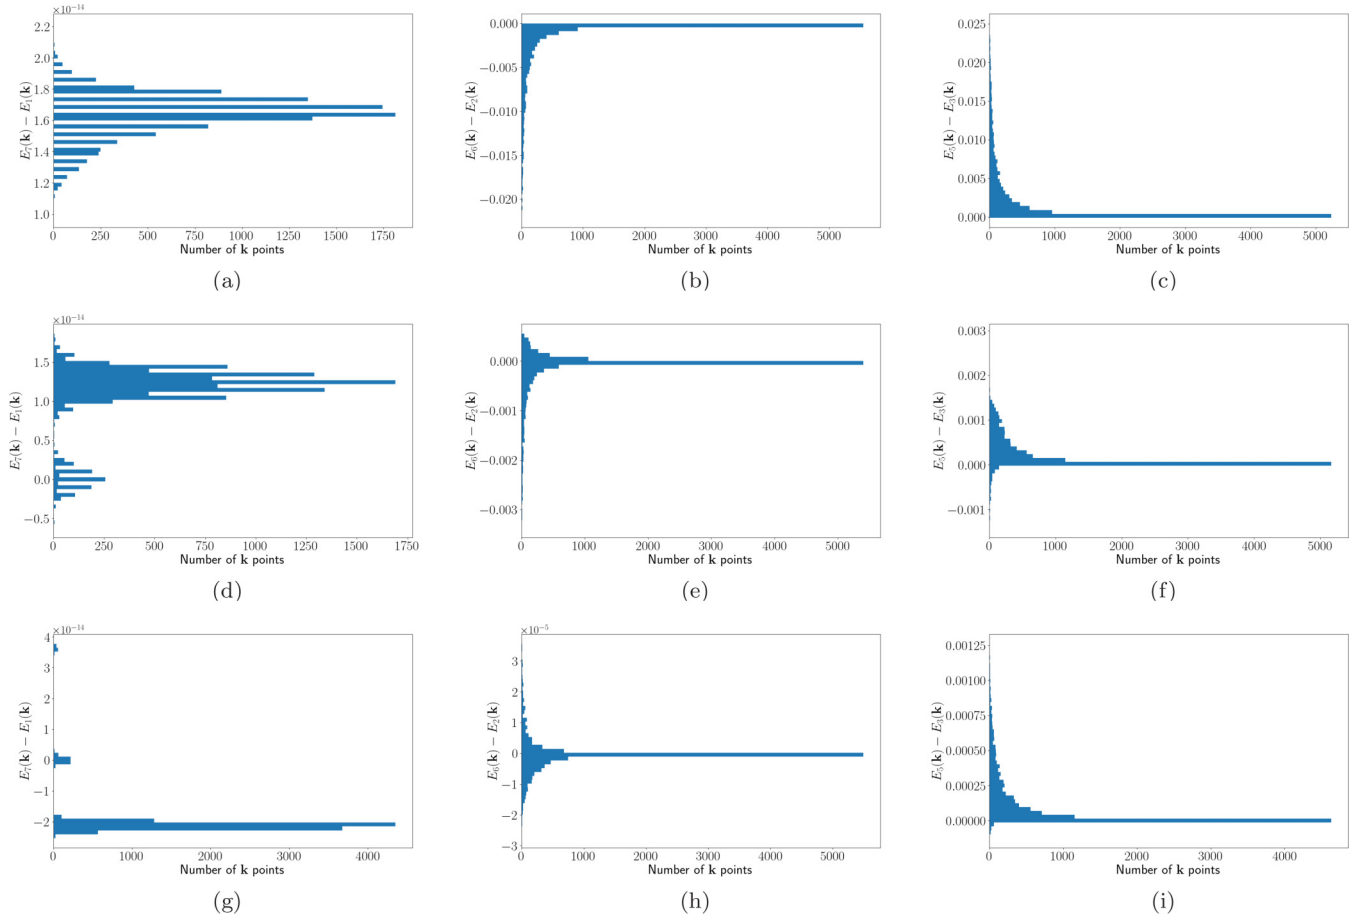 ×10⁻¹⁴
2.2
2.0
1.8
1.6
1.4
1.2
1.0
E₇(k) − E₁(k)
0 250 500 750 1000 1250 1500 1750
Number of k points
(a)
0.000
−0.005
−0.010
−0.015
−0.020
E₆(k) − E₂(k)
0 1000 2000 3000 4000 5000
Number of k points
(b)
0.025
0.020
0.015
0.010
0.005
0.000
E₅(k) − E₃(k)
0 1000 2000 3000 4000 5000
Number of k points
(c)
×10⁻¹⁴
1.5
1.0
0.5
0.0
−0.5
E₇(k) − E₁(k)
0 250 500 750 1000 1250 1500 1750
Number of k points
(d)
0.000
−0.001
−0.002
−0.003
E₆(k) − E₂(k)
0 1000 2000 3000 4000 5000
Number of k points
(e)
0.003
0.002
0.001
0.000
−0.001
E₅(k) − E₃(k)
0 1000 2000 3000 4000 5000
Number of k points
(f)
×10⁻¹⁴
4
3
2
1
0
−1
−2
E₇(k) − E₁(k)
0 1000 2000 3000 4000
Number of k points
(g)
×10⁻⁵
3
2
1
0
−1
−2
−3
E₆(k) − E₂(k)
0 1000 2000 3000 4000 5000
Number of k points
(h)
0.00125
0.00100
0.00075
0.00050
0.00025
0.00000
E₅(k) − E₃(k)
0 1000 2000 3000 4000
Number of k points
(i)